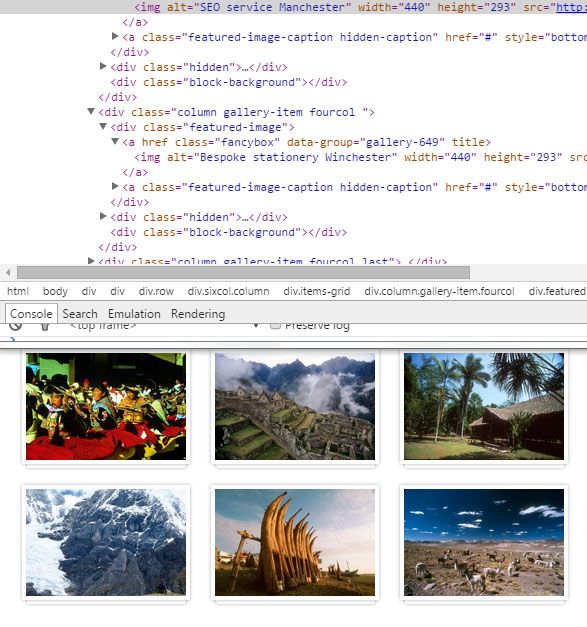 <img alt="SEO service Manchester" width="440" height="293" src="http:
</a>
▶<a class="featured-image-caption hidden-caption" href="#" style="bottom
</div>
▶<div class="hidden">…</div>
<div class="block-background"></div>
</div>
▼<div class="column gallery-item fourcol ">
▼<div class="featured-image">
▼<a href class="fancybox" data-group="gallery-649" title>
<img alt="Bespoke stationery Winchester" width="440" height="293" src
</a>
▶<a class="featured-image-caption hidden-caption" href="#" style="bottom
</div>
▶<div class="hidden">…</div>
<div class="block-background"></div>
</div>
▶<div class="column gallery-item fourcol last">…</div>
html body div div div.row div.sixcol.column div.items-grid div.column.gallery-item.fourcol div.featured
Console Search Emulation Rendering
<top frame> Preserve log